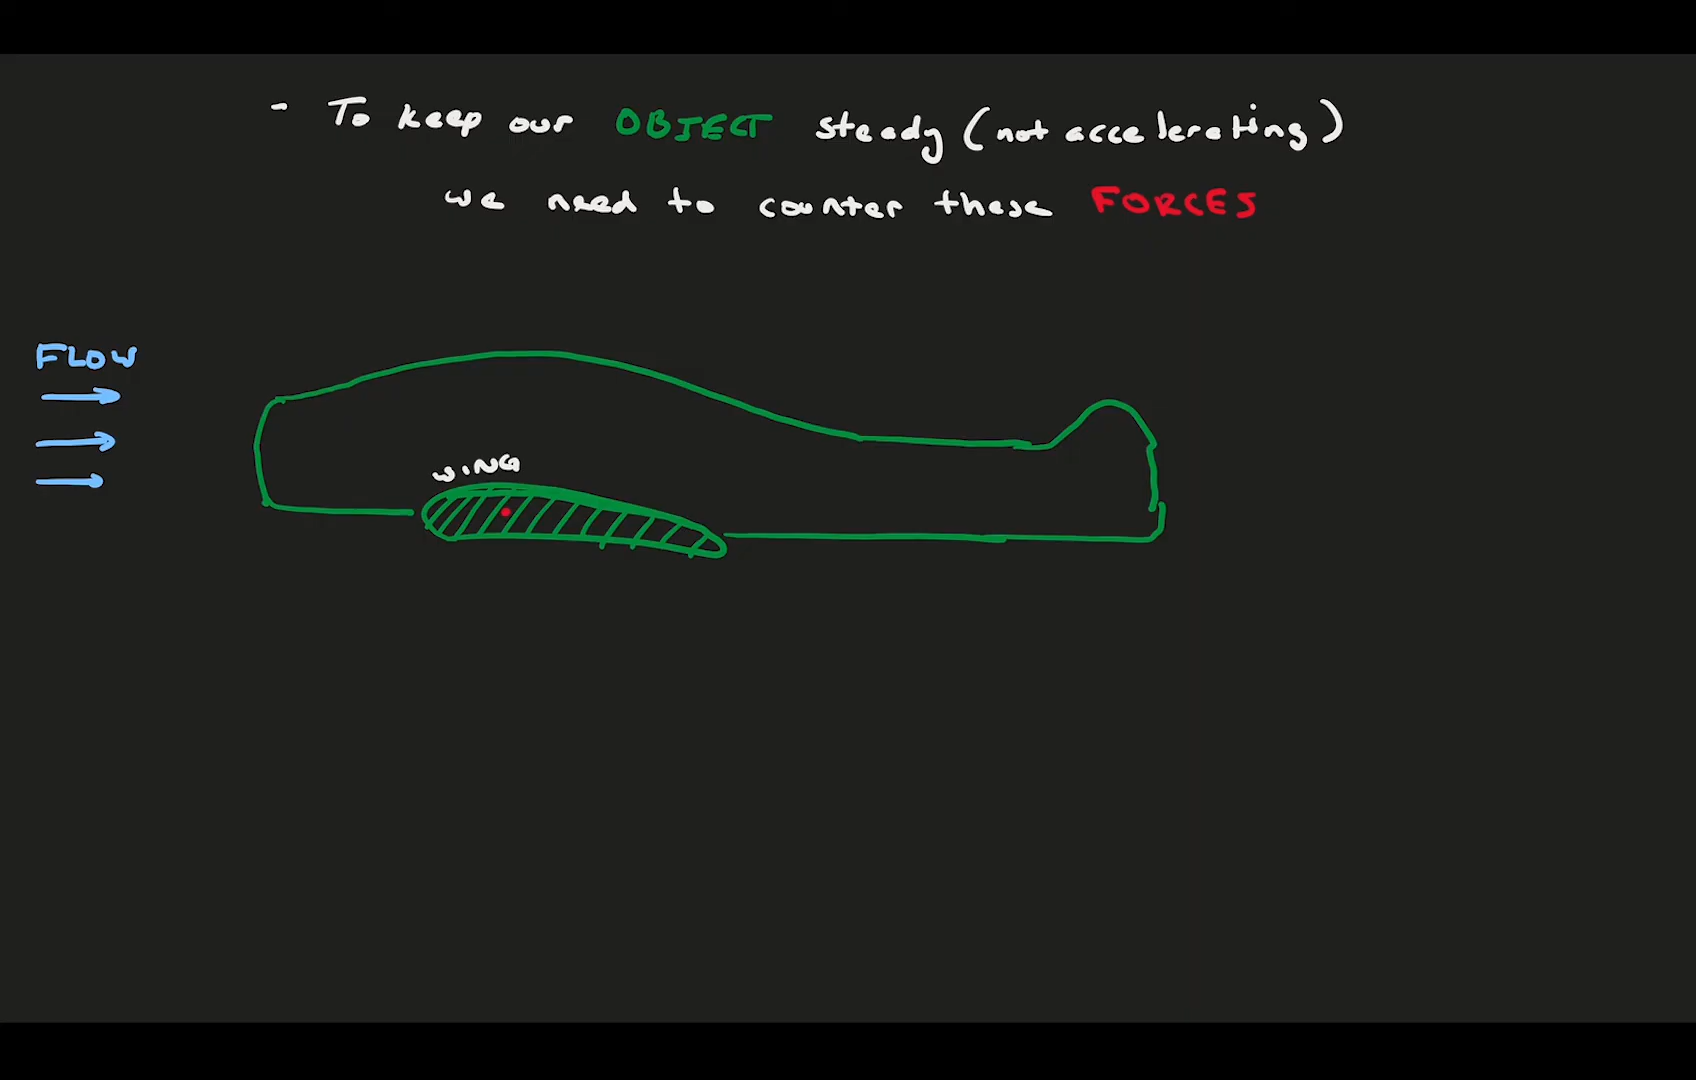 - To keep our OBJECT steady (not accelerating)
we need to counter these FORCES
FLOW
WING